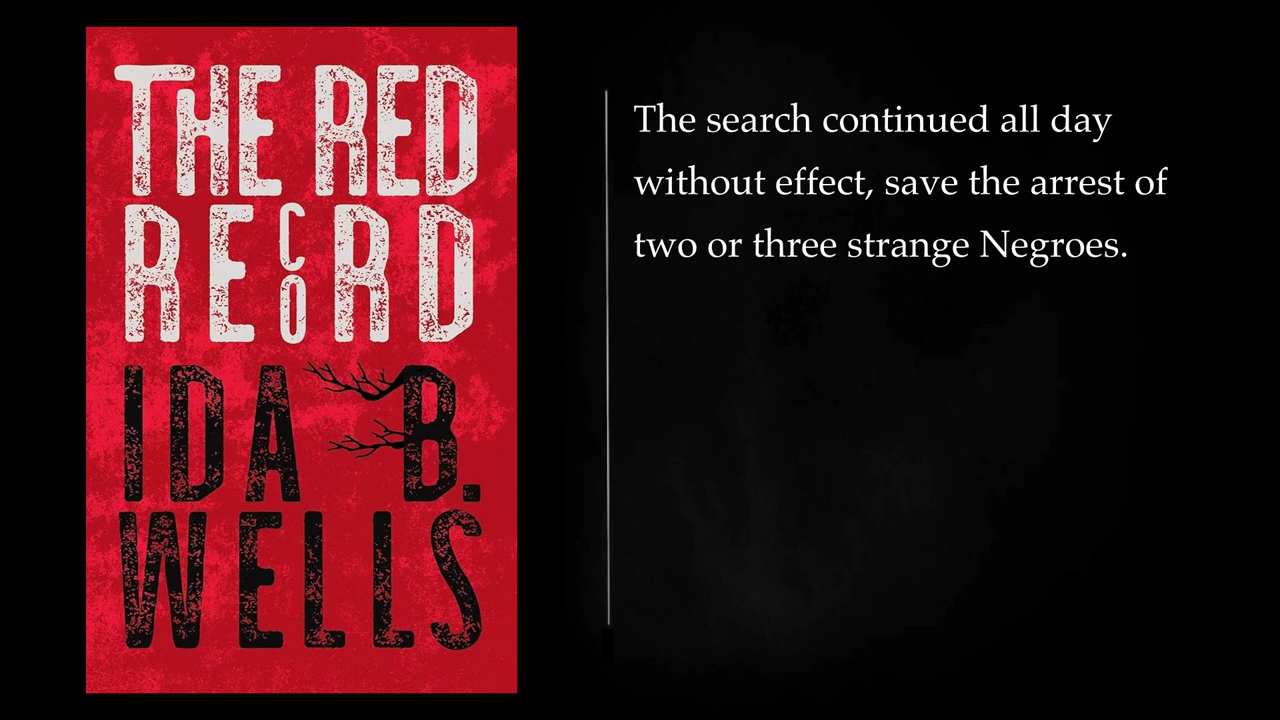 THE RED
RECORD
IDA B.
WELLS
The search continued all day
without effect, save the arrest of
two or three strange Negroes.